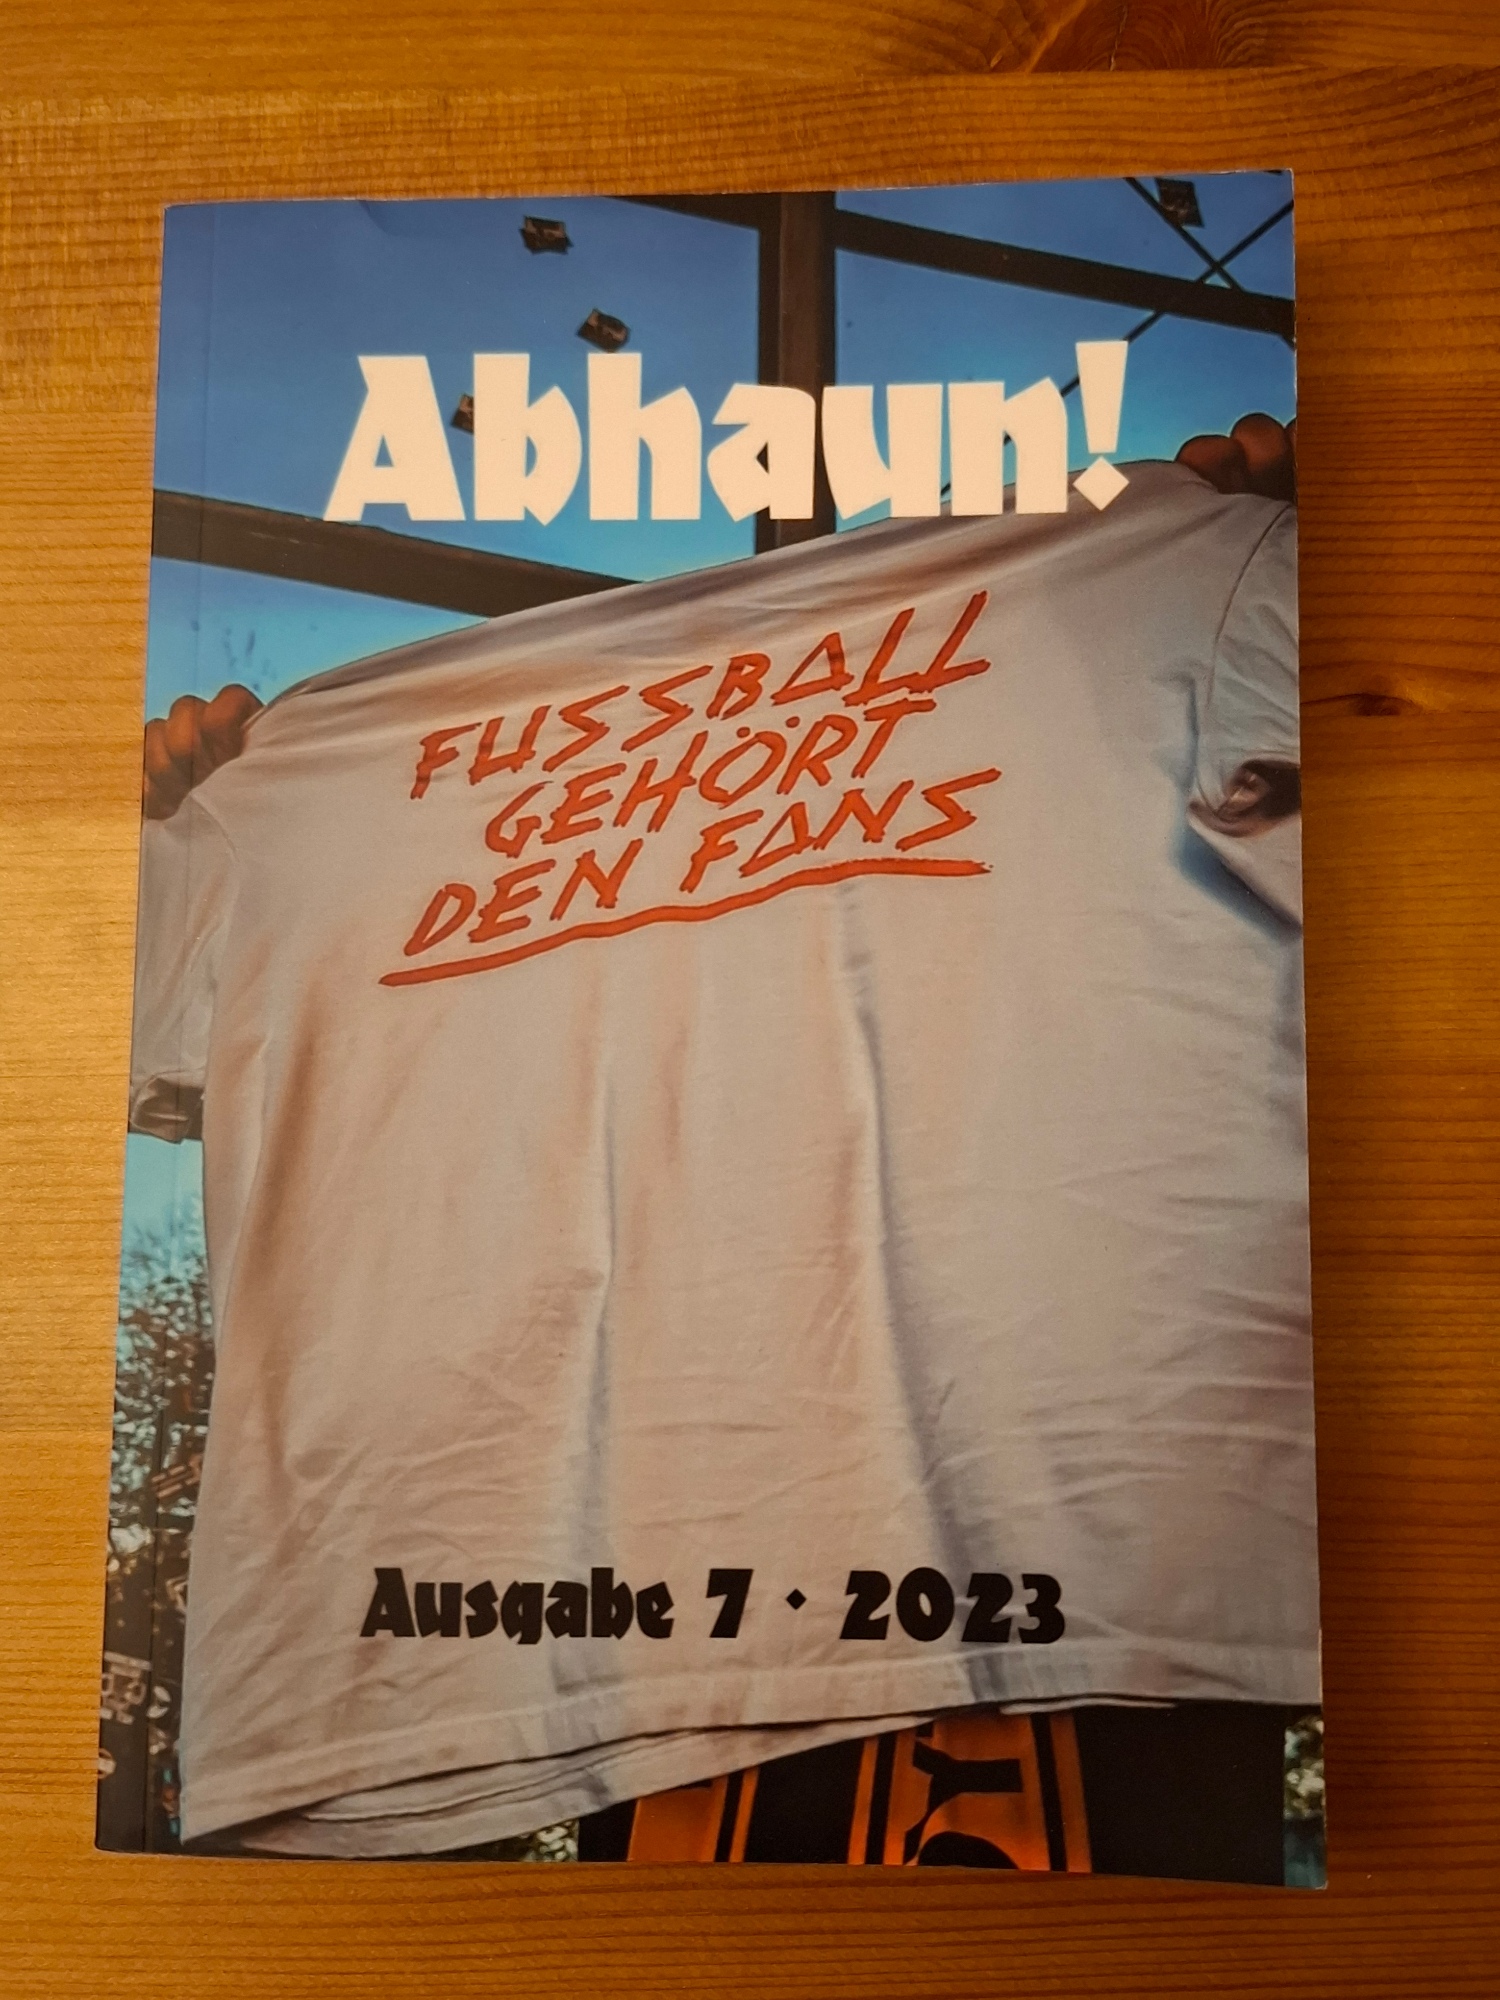 Abhaun!
FUSSBALL
GEHÖRT
DEN FANS
Ausgabe 7 · 2023